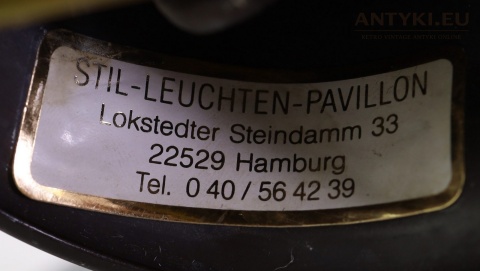 ANTYKI.EU
STIL-LEUCHTEN-PAVILLON
Lokstedter Steindamm 33
22529 Hamburg
Tel. 0 40 / 56 42 39